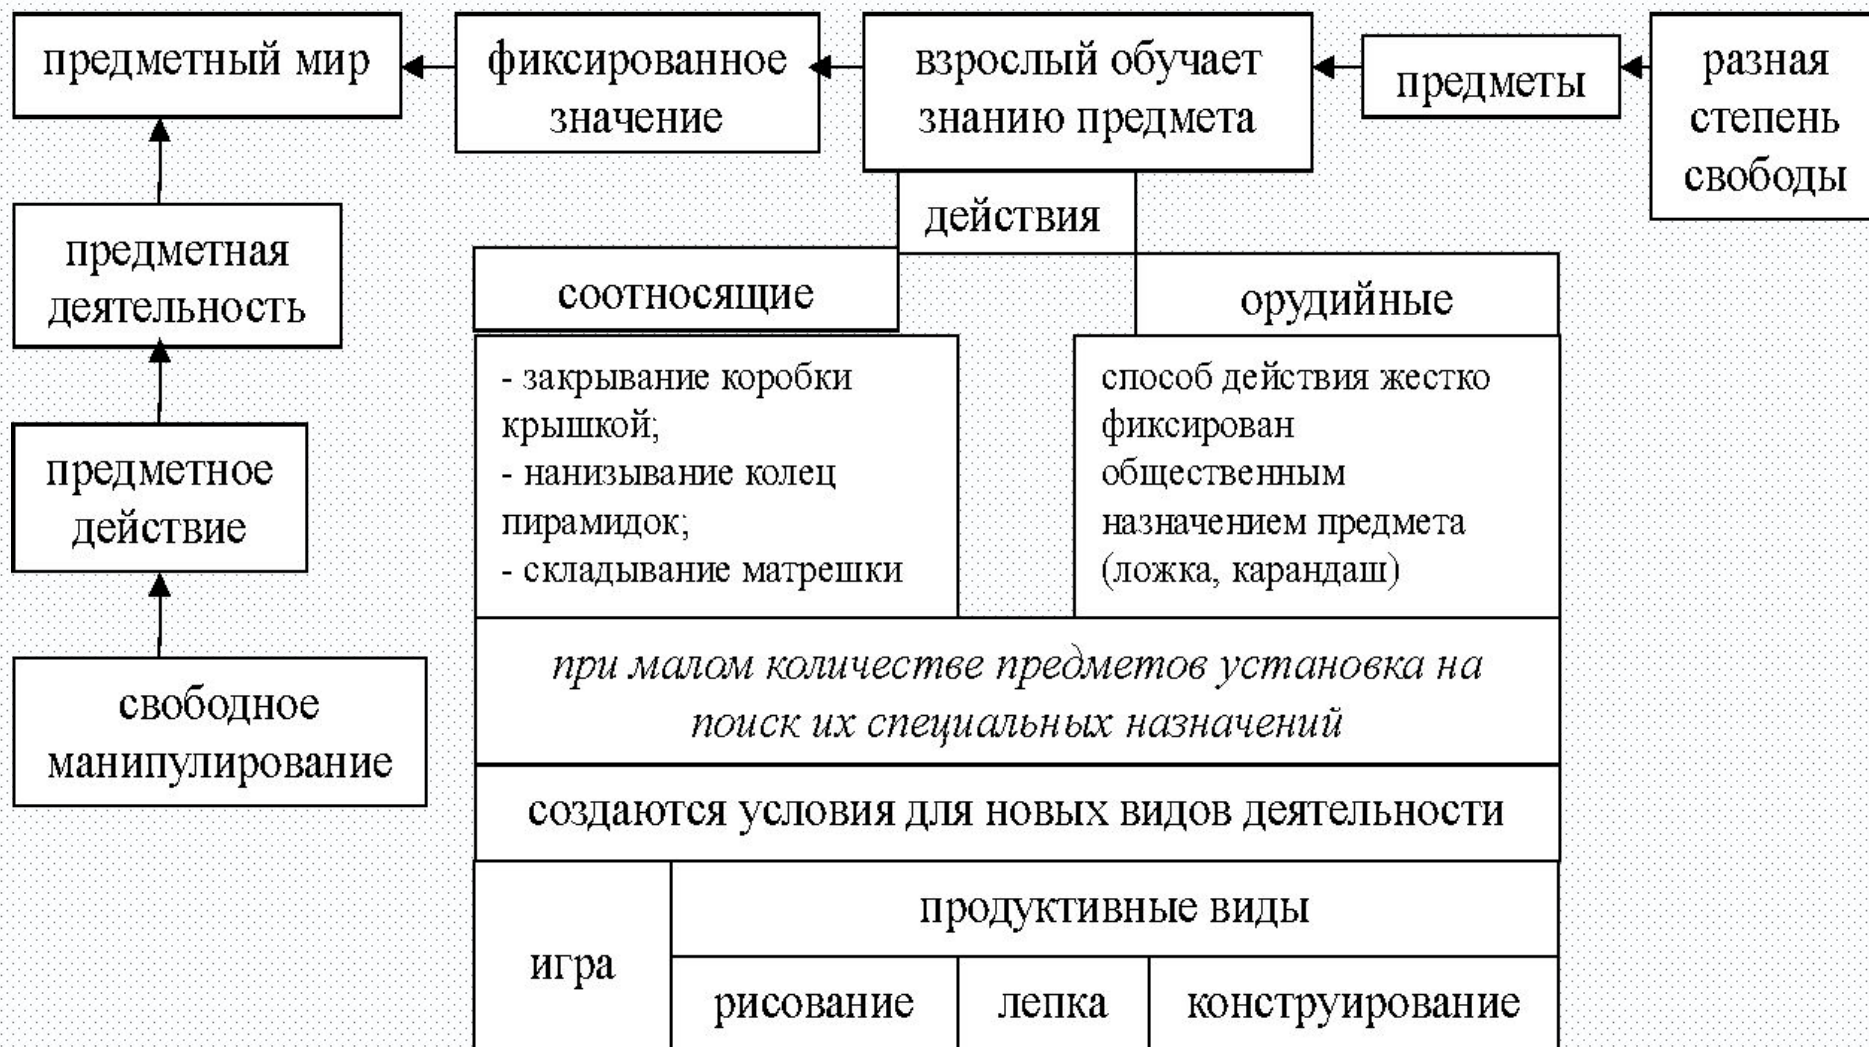 предметный мир
фиксированное
значение
взрослый обучает
знанию предмета
предметы
разная
степень
свободы
действия
предметная
деятельность
соотносящие
орудийные
- закрывание коробки
крышкой;
- нанизывание колец
пирамидок;
- складывание матрешки
способ действия жестко
фиксирован
общественным
назначением предмета
(ложка, карандаш)
предметное
действие
свободное
манипулирование
при малом количестве предметов установка на
поиск их специальных назначений
создаются условия для новых видов деятельности
игра
продуктивные виды
рисование
лепка
конструирование